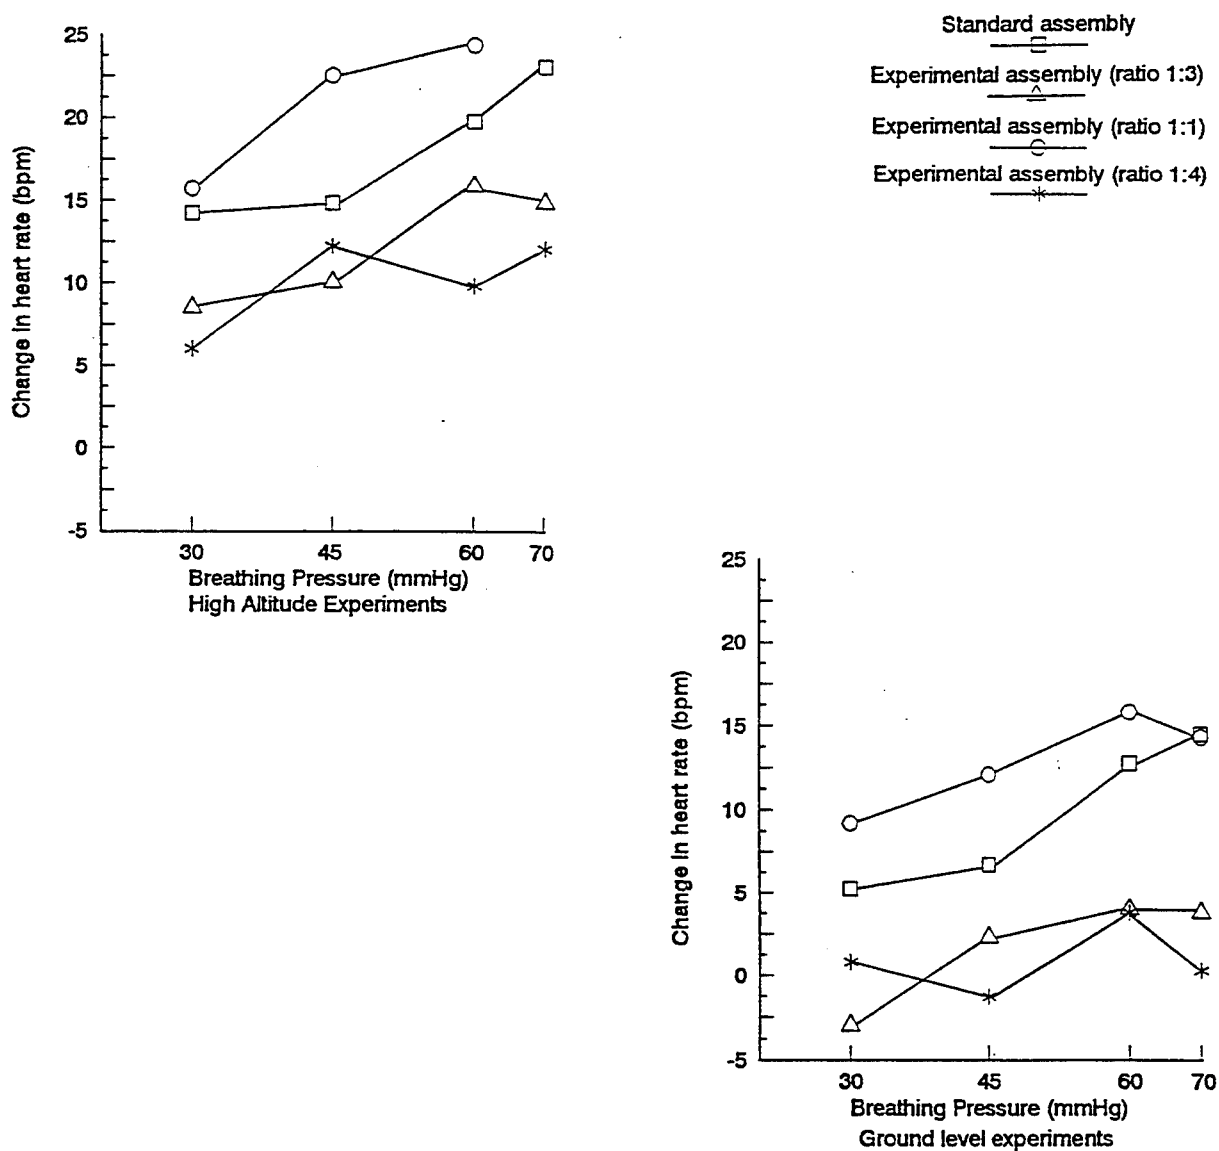 Standard assembly
Experimental assembly (ratio 1:3)
Experimental assembly (ratio 1:1)
Experimental assembly (ratio 1:4)
25
20
15
10
5
0
-5
Change in heart rate (bpm)
30 45 60 70
Breathing Pressure (mmHg)
High Altitude Experiments
25
20
15
10
5
0
-5
Change in heart rate (bpm)
30 45 60 70
Breathing Pressure (mmHg)
Ground level experiments